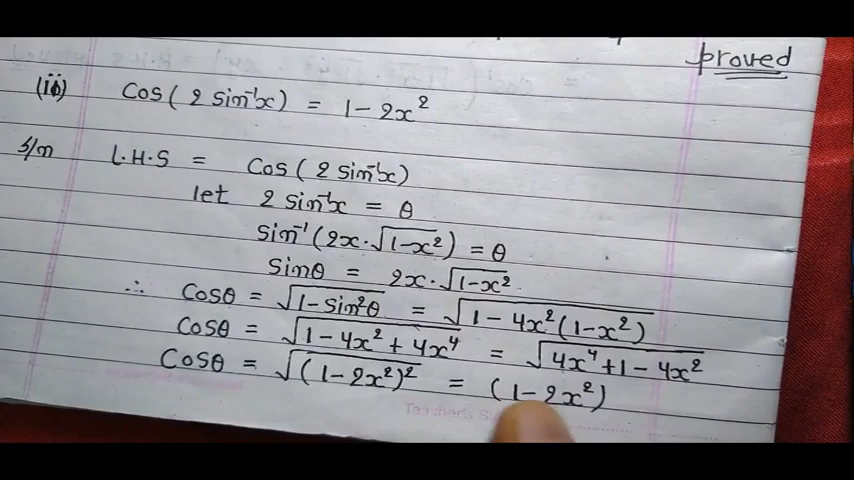 proved
(ii) Cos(2 sin⁻¹x) = 1 - 2x²
s/n L.H.S = Cos(2 sin⁻¹x)
let 2 sin⁻¹x = θ
sin⁻¹(2x·√(1-x²)) = θ
sinθ = 2x·√(1-x²)
∴ Cosθ = √(1-sin²θ) = √(1-4x²(1-x²))
Cosθ = √(1-4x²+4x⁴) = √(4x⁴+1-4x²)
Cosθ = √((1-2x²)²) = (1-2x²)